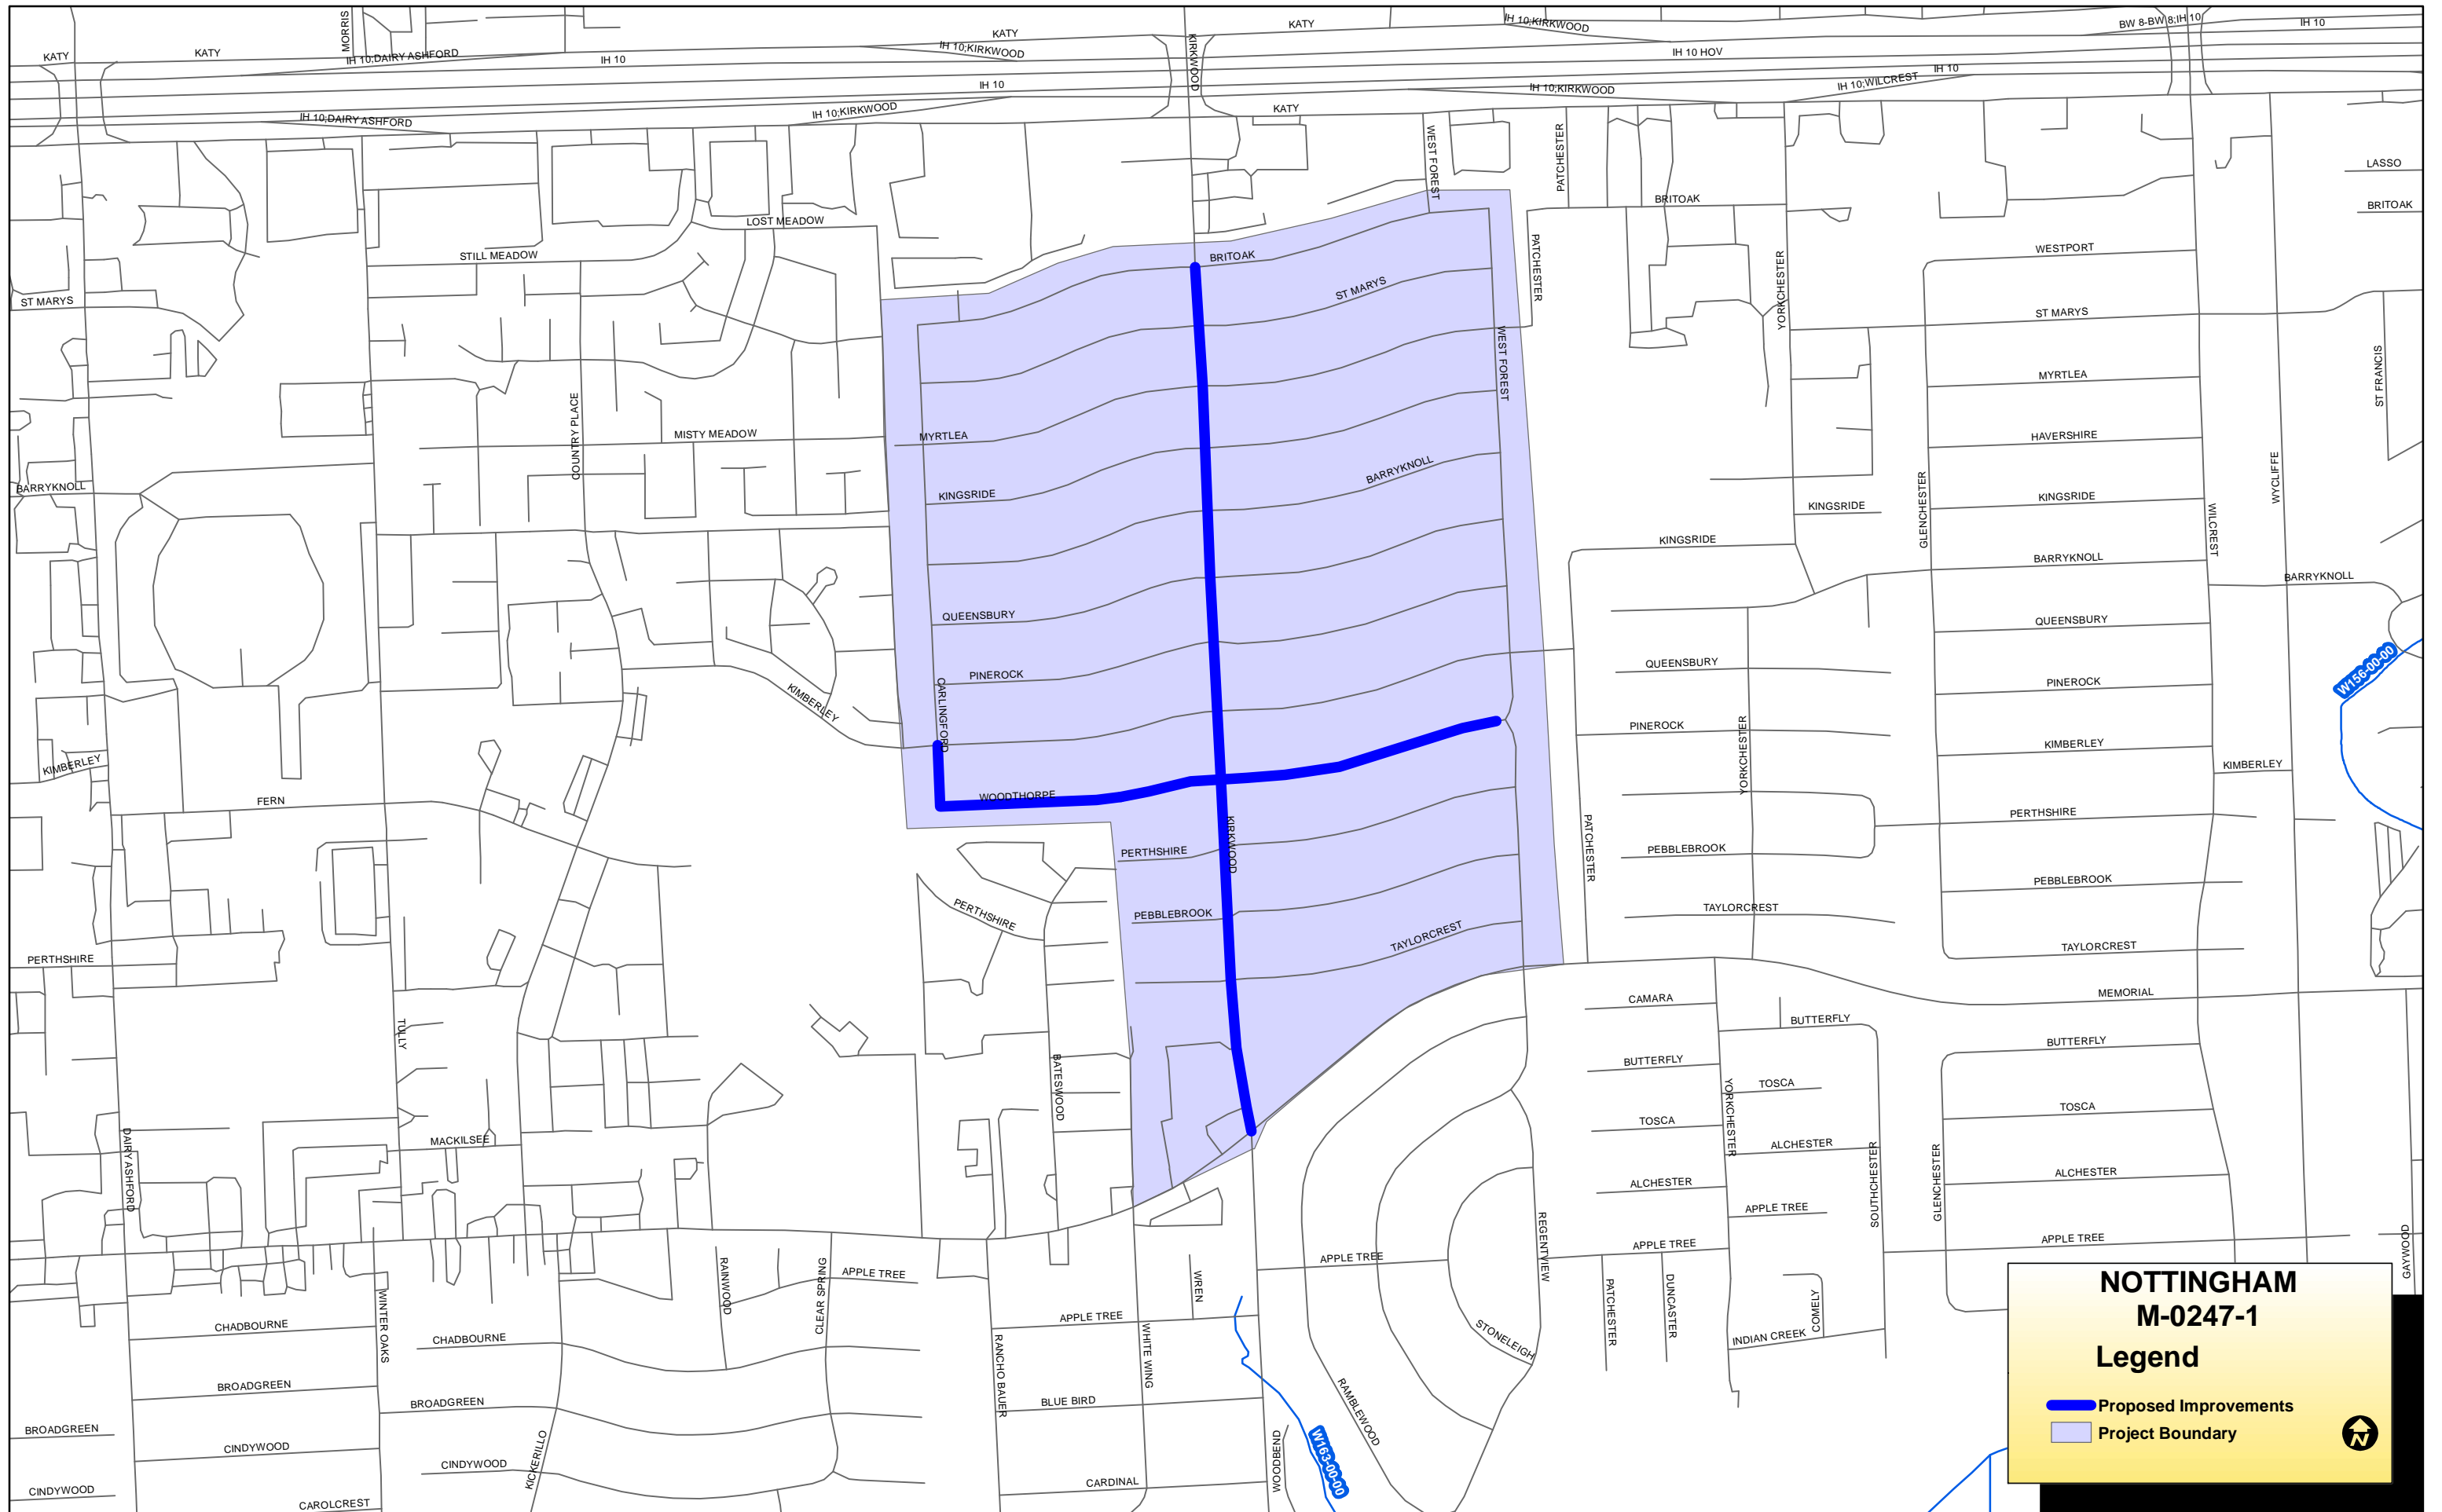 MORRIS
KATY
KATY
IH 10;DAIRY ASHFORD
IH 10
KATY
IH 10;KIRKWOOD
KIRKWOOD
KATY
IH 10;KIRKWOOD
IH 10 HOV
BW 8-BW 8;IH 10
IH 10
IH 10
IH 10;DAIRY ASHFORD
IH 10;KIRKWOOD
KATY
IH 10;KIRKWOOD
IH 10;WILCREST
IH 10
WEST FOREST
PATCHESTER
LASSO
BRITOAK
BRITOAK
LOST MEADOW
STILL MEADOW
BRITOAK
PATCHESTER
YORKCHESTER
WESTPORT
ST MARYS
ST MARYS
ST MARYS
WEST FOREST
ST FRANCIS
MYRTLEA
COUNTRY PLACE
MISTY MEADOW
MYRTLEA
HAVERSHIRE
BARRYKNOLL
KINGSRIDE
BARRYKNOLL
KINGSRIDE
GLENCHESTER
KINGSRIDE
WILCREST
WYCLIFFE
KINGSRIDE
BARRYKNOLL
BARRYKNOLL
QUEENSBURY
QUEENSBURY
QUEENSBURY
W156-00-00
PINEROCK
CARLINGFORD
KIMBERLEY
PINEROCK
PINEROCK
YORKCHESTER
KIMBERLEY
KIMBERLEY
KIMBERLEY
FERN
WOODTHORPE
KIRKWOOD
PATCHESTER
PERTHSHIRE
PERTHSHIRE
PEBBLEBROOK
PEBBLEBROOK
PERTHSHIRE
PEBBLEBROOK
TAYLORCREST
TAYLORCREST
TAYLORCREST
PERTHSHIRE
MEMORIAL
CAMARA
BUTTERFLY
TULLY
BATESWOOD
BUTTERFLY
BUTTERFLY
YORKCHESTER
TOSCA
TOSCA
TOSCA
DAIRY ASHFORD
MACKILSEE
ALCHESTER
ALCHESTER
ALCHESTER
SOUTHCHESTER
GLENCHESTER
APPLE TREE
REGENTVIEW
APPLE TREE
APPLE TREE
APPLE TREE
GAYWOOD
RAINWOOD
CLEAR SPRING
APPLE TREE
WREN
PATCHESTER
DUNCASTER
COMELY
WINTER OAKS
CHADBOURNE
CHADBOURNE
APPLE TREE
RANCHO BAUER
WHITE WING
STONELEIGH
INDIAN CREEK
BROADGREEN
BROADGREEN
BROADGREEN
BLUE BIRD
RAMBLEWOOD
CINDYWOOD
CINDYWOOD
CINDYWOOD
KICKERILLO
CARDINAL
WOODBEND
W163-00-00
CAROLCREST
NOTTINGHAM
M-0247-1
Legend
Proposed Improvements
Project Boundary
N